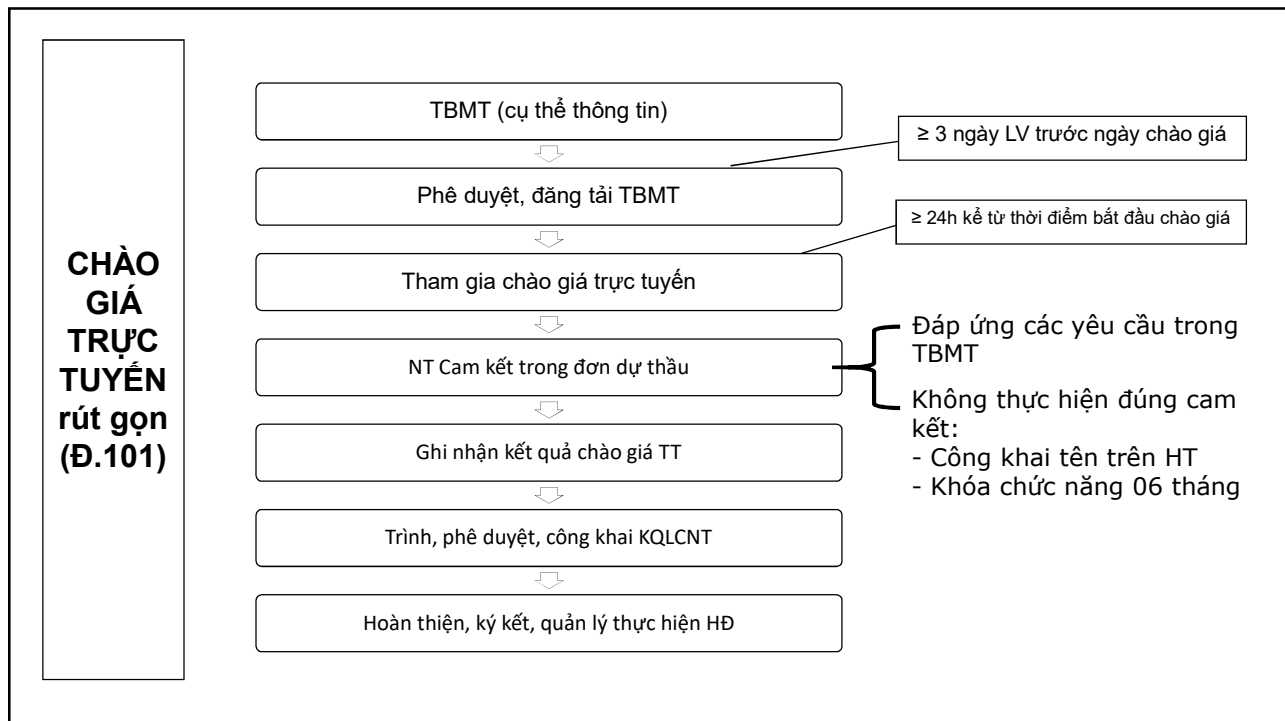 CHÀO
GIÁ
TRỰC
TUYẾN
rút gọn
(Đ.101)
TBMT (cụ thể thông tin)
≥ 3 ngày LV trước ngày chào giá
Phê duyệt, đăng tải TBMT
≥ 24h kể từ thời điểm bắt đầu chào giá
Tham gia chào giá trực tuyến
NT Cam kết trong đơn dự thầu
Đáp ứng các yêu cầu trong
TBMT
Không thực hiện đúng cam
kết:
- Công khai tên trên HT
- Khóa chức năng 06 tháng
Ghi nhận kết quả chào giá TT
Trình, phê duyệt, công khai KQLCNT
Hoàn thiện, ký kết, quản lý thực hiện HĐ